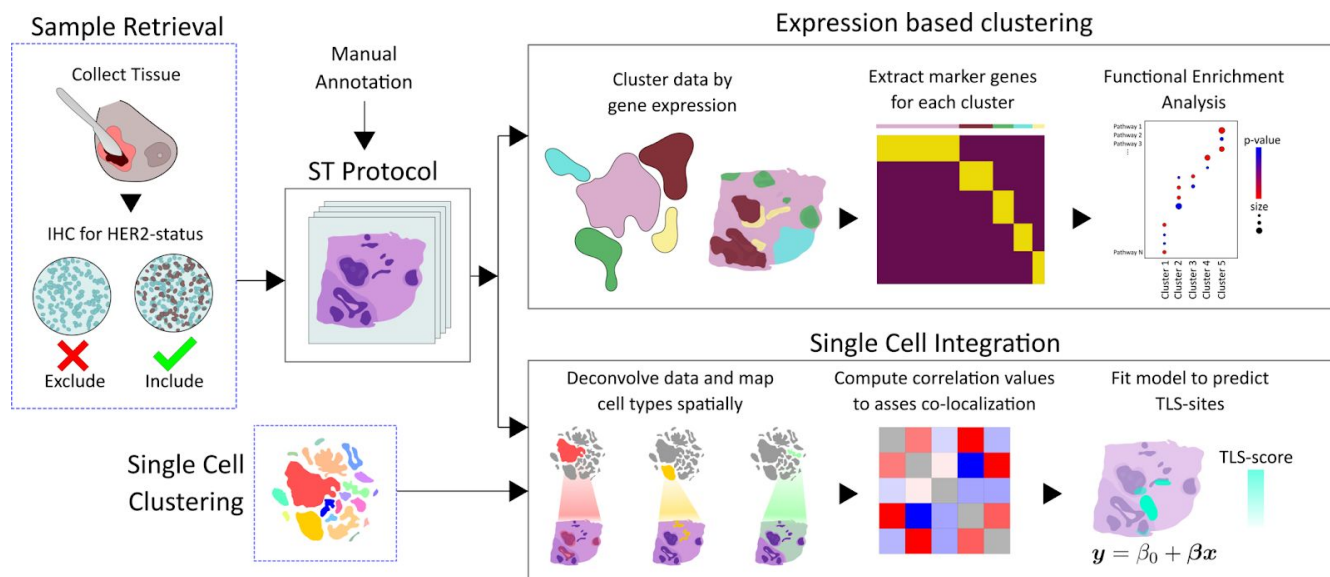 Sample Retrieval
Collect Tissue
IHC for HER2-status
Exclude
Include
Manual
Annotation
ST Protocol
Single Cell
Clustering
Expression based clustering
Cluster data by
gene expression
Extract marker genes
for each cluster
Functional Enrichment
Analysis
Pathway 1
Pathway 2
Pathway 3
Pathway N
Cluster 1
Cluster 2
Cluster 3
Cluster 4
Cluster 5
p-value
size
Single Cell Integration
Deconvolve data and map
cell types spatially
Compute correlation values
to asses co-localization
Fit model to predict
TLS-sites
TLS-score
y = β₀ + βx